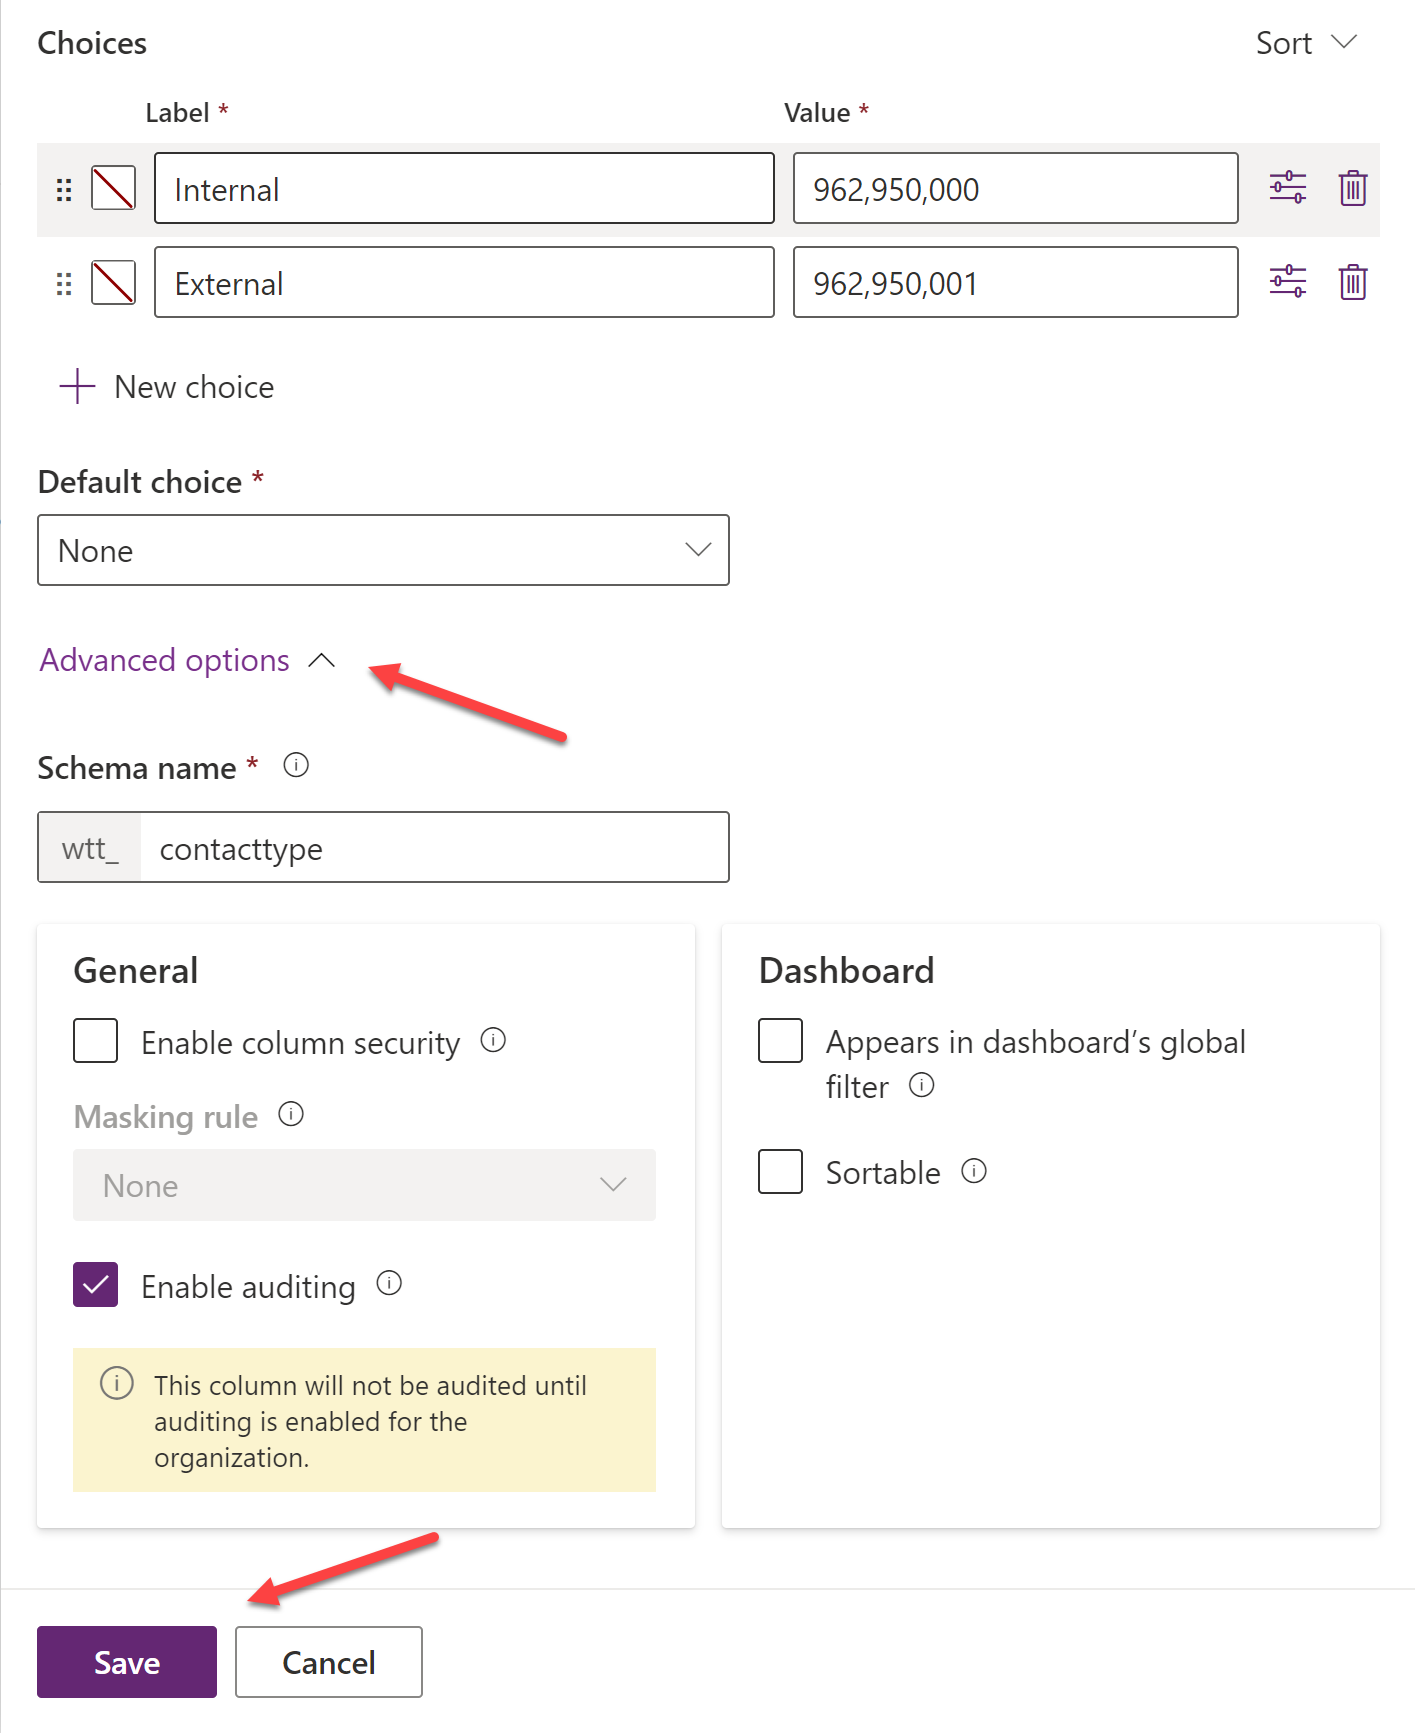 Choices
Sort
Label *
Value *
Internal
962,950,000
External
962,950,001
New choice
Default choice *
None
Advanced options
Schema name *
wtt_
contacttype
General
Enable column security
Masking rule
None
Enable auditing
This column will not be audited until
auditing is enabled for the
organization.
Dashboard
Appears in dashboard's global
filter
Sortable
Save
Cancel